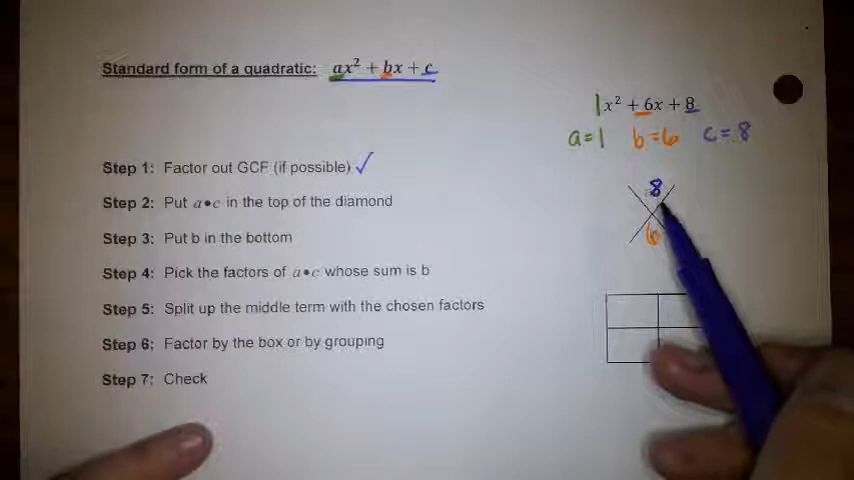 Standard form of a quadratic: ax² + bx + c
1x² + 6x + 8
a=1 b=6 c=8
Step 1: Factor out GCF (if possible) ✓
8
Step 2: Put a•c in the top of the diamond
Step 3: Put b in the bottom
6
Step 4: Pick the factors of a•c whose sum is b
Step 5: Split up the middle term with the chosen factors
Step 6: Factor by the box or by grouping
Step 7: Check